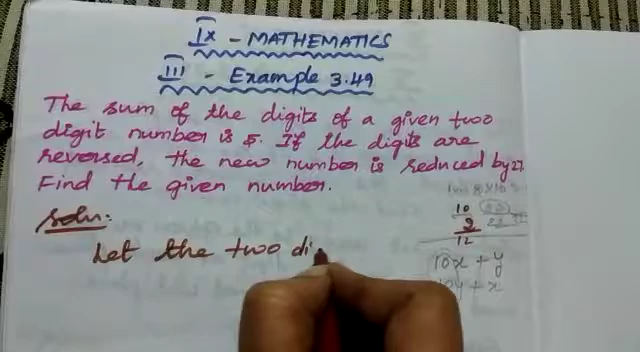 IX - MATHEMATICS
III - Example 3.49
The sum of the digits of a given two
digit number is 5. If the digits are
reversed, the new number is reduced by 27.
Find the given number.
Soln:
Let the two di
10
9
12
10x + y
10y + x